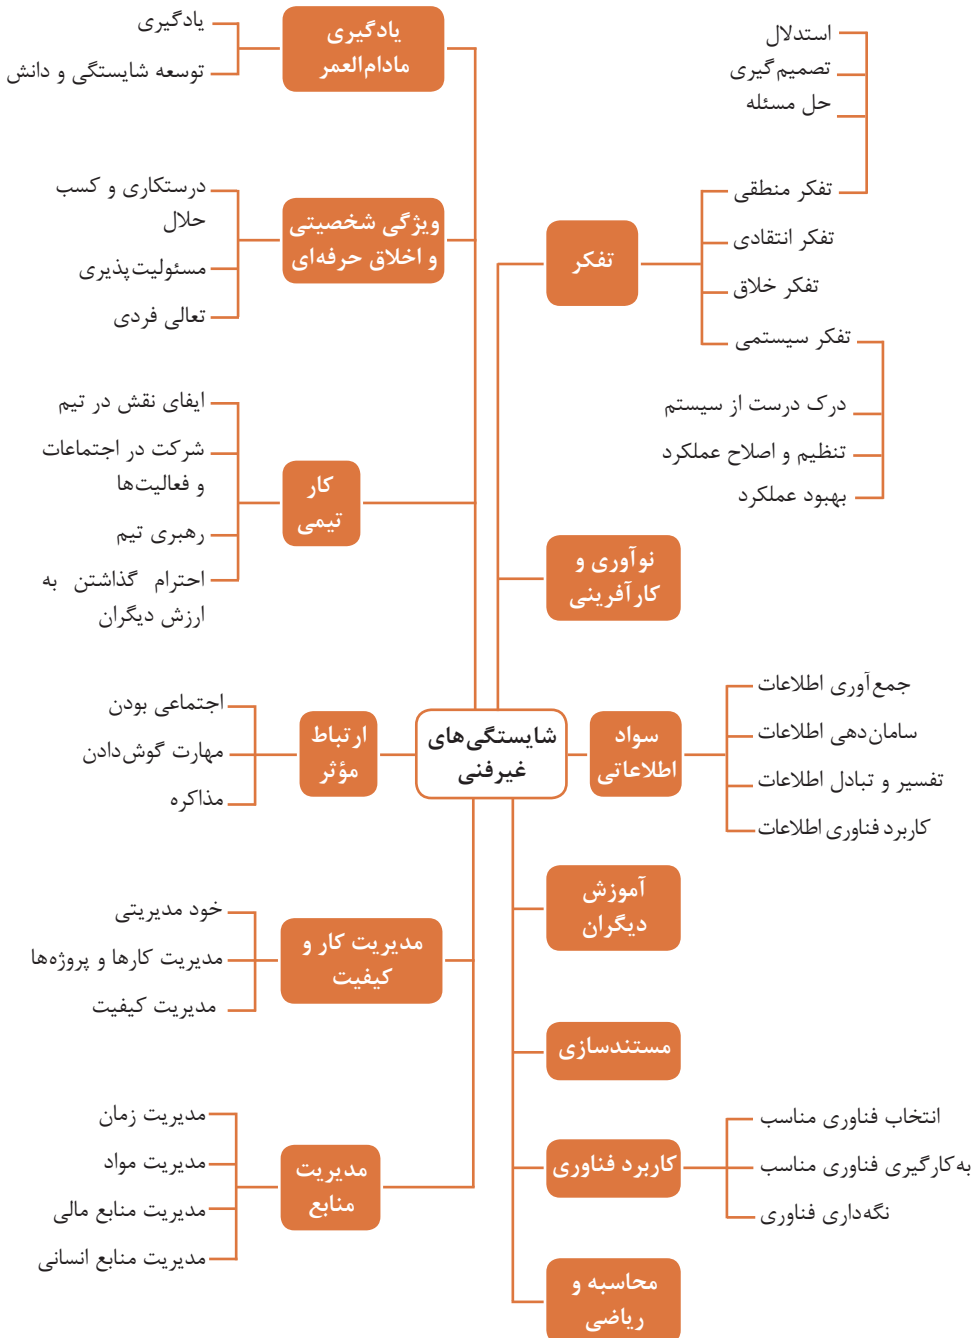 استدلال
تصمیم‌گیری
حل مسئله
تفکر منطقی
تفکر انتقادی
تفکر خلاق
تفکر سیستمی
تفکر
درک درست از سیستم
تنظیم و اصلاح عملکرد
بهبود عملکرد
نوآوری و
کارآفرینی
جمع‌آوری اطلاعات
سامان‌دهی اطلاعات
تفسیر و تبادل اطلاعات
کاربرد فناوری اطلاعات
سواد
اطلاعاتی
آموزش
دیگران
مستندسازی
انتخاب فناوری مناسب
به‌کارگیری فناوری مناسب
نگه‌داری فناوری
کاربرد فناوری
محاسبه و
ریاضی
شایستگی‌های
غیرفنی
یادگیری
مادام‌العمر
یادگیری
توسعه شایستگی و دانش
ویژگی شخصیتی
و اخلاق حرفه‌ای
درستکاری و کسب
حلال
مسئولیت‌پذیری
تعالی فردی
کار
تیمی
ایفای نقش در تیم
شرکت در اجتماعات
و فعالیت‌ها
رهبری تیم
احترام گذاشتن به
ارزش دیگران
ارتباط
مؤثر
اجتماعی بودن
مهارت گوش‌دادن
مذاکره
مدیریت کار و
کیفیت
خود مدیریتی
مدیریت کارها و پروژه‌ها
مدیریت کیفیت
مدیریت
منابع
مدیریت زمان
مدیریت مواد
مدیریت منابع مالی
مدیریت منابع انسانی